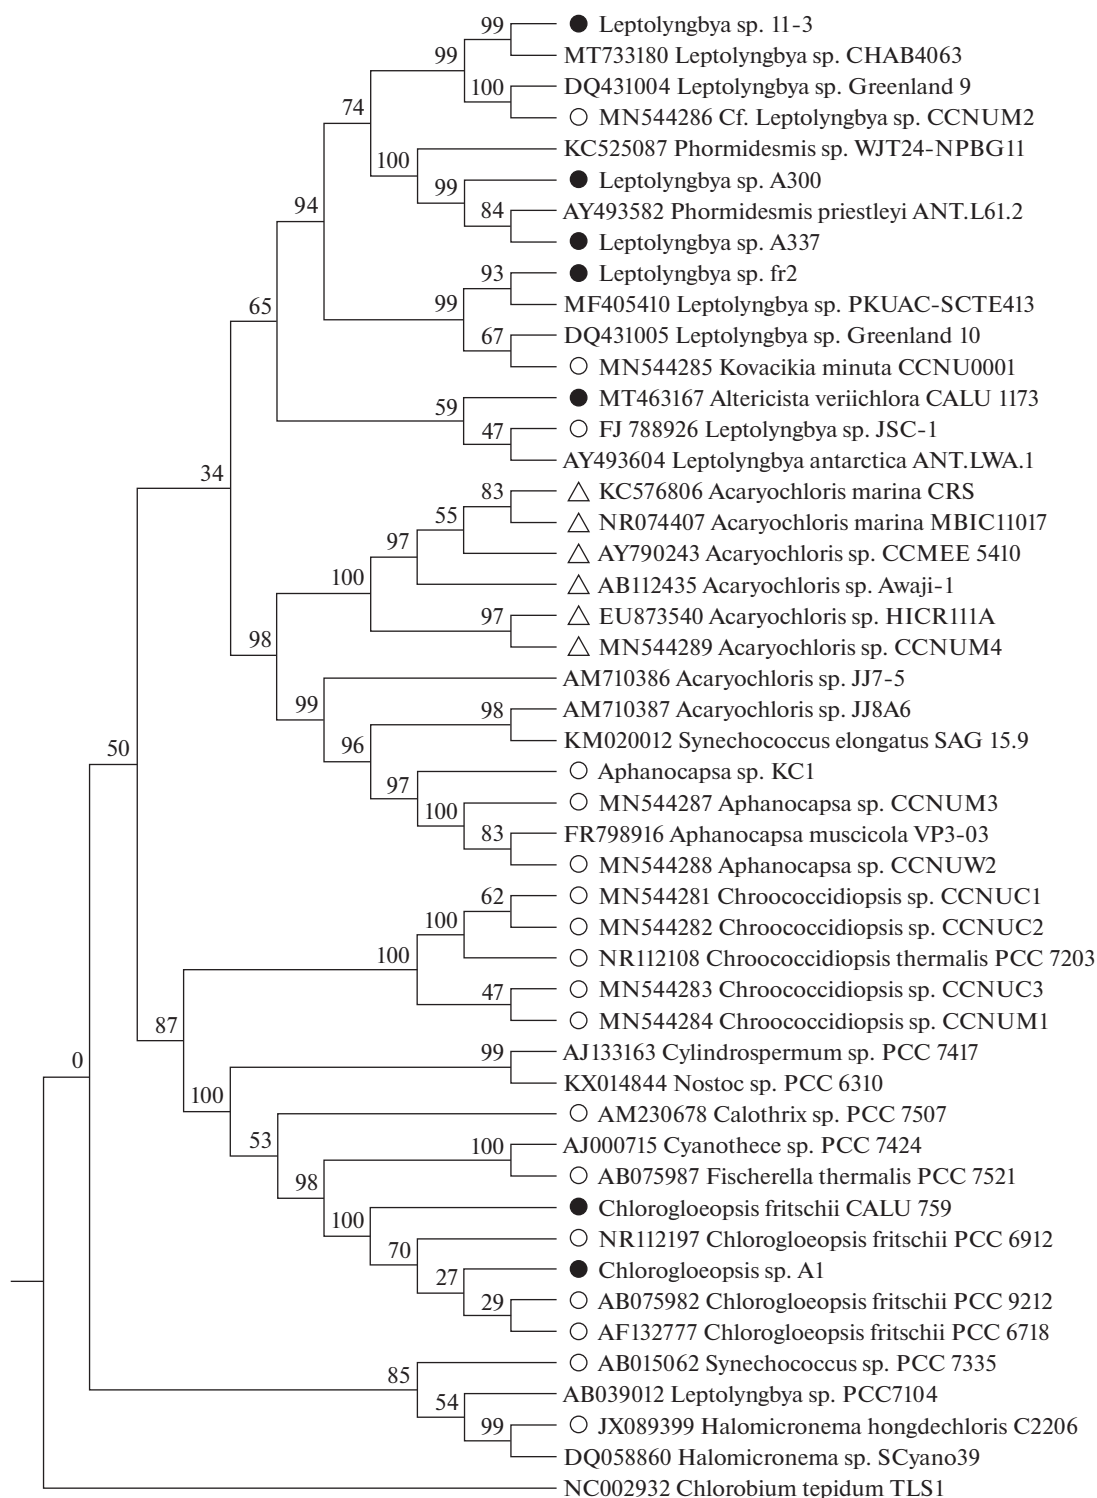 99
● Leptolyngbya sp. 11-3
99
MT733180 Leptolyngbya sp. CHAB4063
DQ431004 Leptolyngbya sp. Greenland 9
100
74
○ MN544286 Cf. Leptolyngbya sp. CCNUM2
KC525087 Phormidesmis sp. WJT24-NPBG11
100
● Leptolyngbya sp. A300
99
94
84
AY493582 Phormidesmis priestleyi ANT.L61.2
● Leptolyngbya sp. A337
93
● Leptolyngbya sp. fr2
65
99
MF405410 Leptolyngbya sp. PKUAC-SCTE413
67
DQ431005 Leptolyngbya sp. Greenland 10
○ MN544285 Kovacikia minuta CCNU0001
59
● MT463167 Altericista veriichlora CALU 1173
47
○ FJ 788926 Leptolyngbya sp. JSC-1
AY493604 Leptolyngbya antarctica ANT.LWA.1
34
83
△ KC576806 Acaryochloris marina CRS
55
△ NR074407 Acaryochloris marina MBIC11017
97
△ AY790243 Acaryochloris sp. CCMEE 5410
100
△ AB112435 Acaryochloris sp. Awaji-1
97
△ EU873540 Acaryochloris sp. HICR111A
98
△ MN544289 Acaryochloris sp. CCNUM4
AM710386 Acaryochloris sp. JJ7-5
99
98
AM710387 Acaryochloris sp. JJ8A6
50
96
KM020012 Synechococcus elongatus SAG 15.9
○ Aphanocapsa sp. KC1
97
100
○ MN544287 Aphanocapsa sp. CCNUM3
83
FR798916 Aphanocapsa muscicola VP3-03
○ MN544288 Aphanocapsa sp. CCNUW2
62
○ MN544281 Chroococcidiopsis sp. CCNUC1
100
○ MN544282 Chroococcidiopsis sp. CCNUC2
100
○ NR112108 Chroococcidiopsis thermalis PCC 7203
47
○ MN544283 Chroococcidiopsis sp. CCNUC3
87
○ MN544284 Chroococcidiopsis sp. CCNUM1
0
99
AJ133163 Cylindrospermum sp. PCC 7417
100
KX014844 Nostoc sp. PCC 6310
○ AM230678 Calothrix sp. PCC 7507
53
100
AJ000715 Cyanothece sp. PCC 7424
98
○ AB075987 Fischerella thermalis PCC 7521
100
● Chlorogloeopsis fritschii CALU 759
70
○ NR112197 Chlorogloeopsis fritschii PCC 6912
27
● Chlorogloeopsis sp. A1
29
○ AB075982 Chlorogloeopsis fritschii PCC 9212
○ AF132777 Chlorogloeopsis fritschii PCC 6718
85
○ AB015062 Synechococcus sp. PCC 7335
54
AB039012 Leptolyngbya sp. PCC7104
99
○ JX089399 Halomicronema hongdechloris C2206
DQ058860 Halomicronema sp. SCyano39
NC002932 Chlorobium tepidum TLS1